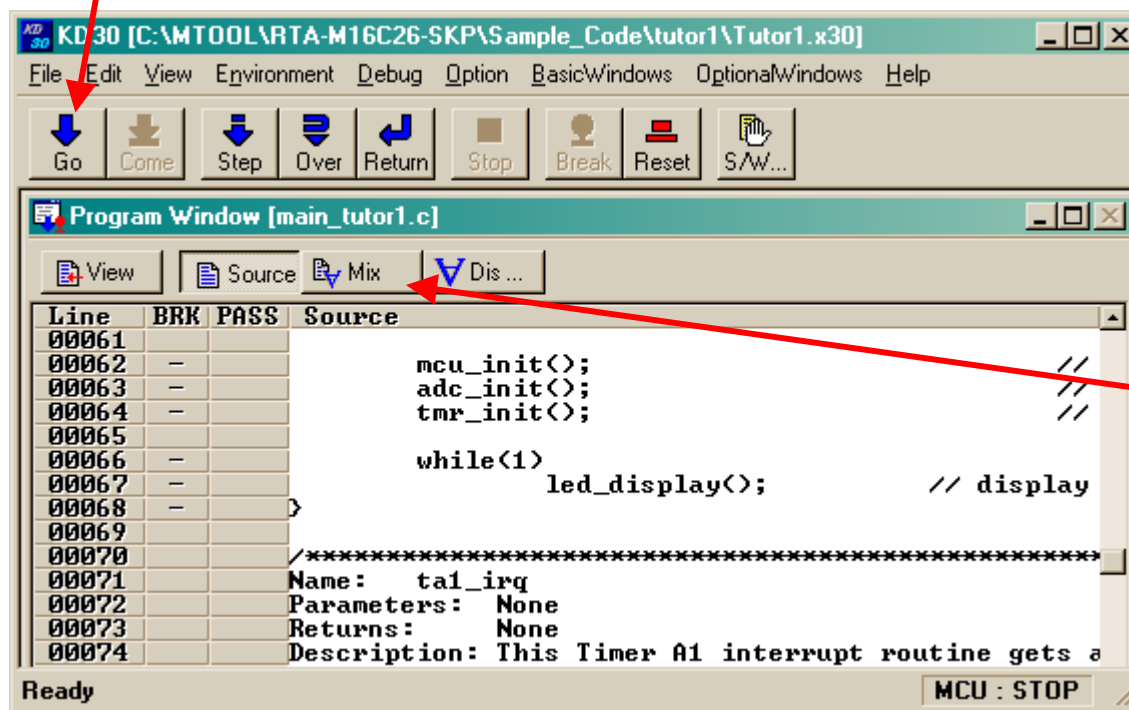 KD 30 KD30 [C:\MTOOL\RTA-M16C26-SKP\Sample_Code\tutor1\Tutor1.x30]
File Edit View Environment Debug Option BasicWindows OptionalWindows Help
Go Come Step Over Return Stop Break Reset S/W...
Program Window [main_tutor1.c]
View Source Mix Dis ...
Line BRK PASS Source
00061
00062 - mcu_init(); //
00063 - adc_init(); //
00064 - tmr_init(); //
00065
00066 - while(1)
00067 - led_display(); // display
00068 - }
00069
00070 /**************************************************
00071 Name: ta1_irq
00072 Parameters: None
00073 Returns: None
00074 Description: This Timer A1 interrupt routine gets a
Ready MCU : STOP